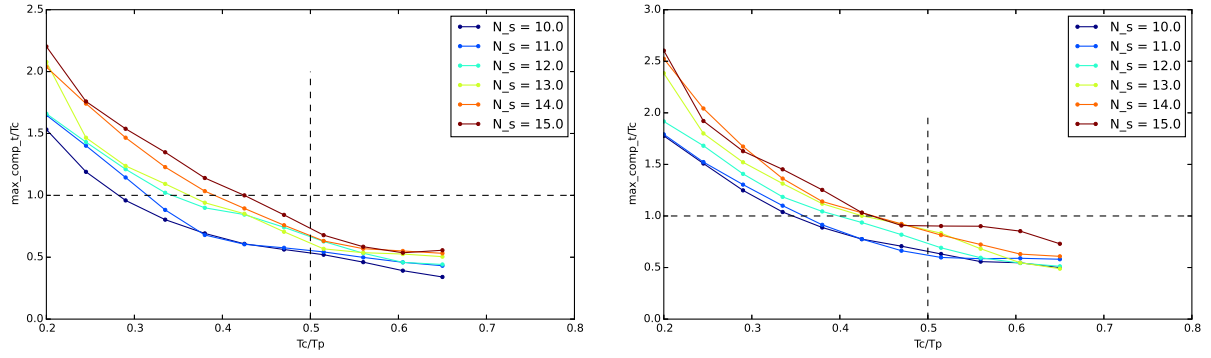 2.5
2.0
1.5
1.0
0.5
0.0
max_comp_t/Tc
0.2 0.3 0.4 0.5 0.6 0.7 0.8
Tc/Tp
N_s = 10.0
N_s = 11.0
N_s = 12.0
N_s = 13.0
N_s = 14.0
N_s = 15.0
3.0
2.5
2.0
1.5
1.0
0.5
0.0
max_comp_t/Tc
0.2 0.3 0.4 0.5 0.6 0.7 0.8
Tc/Tp
N_s = 10.0
N_s = 11.0
N_s = 12.0
N_s = 13.0
N_s = 14.0
N_s = 15.0